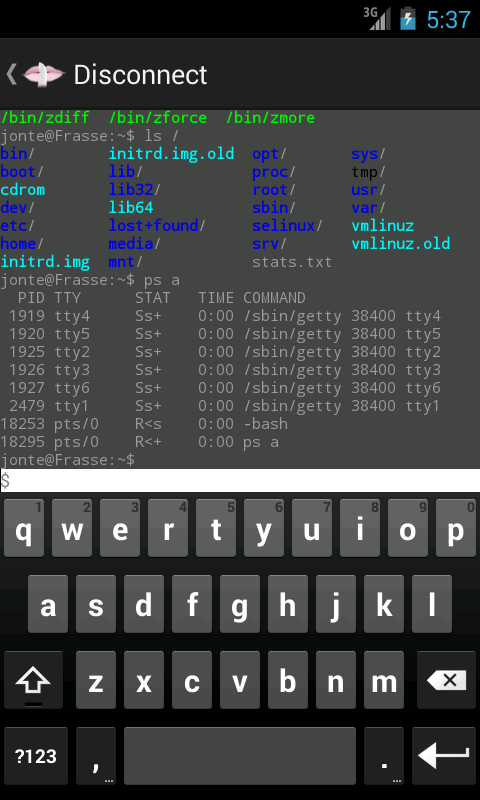 3G 5:37
Disconnect
/bin/zdiff  /bin/zforce  /bin/zmore
jonte@Frasse:~$ ls /
bin/        initrd.img.old  opt/       sys/
boot/       lib/            proc/      tmp/
cdrom       lib32/          root/      usr/
dev/        lib64           sbin/      var/
etc/        lost+found/     selinux/   vmlinuz
home/       media/          srv/       vmlinuz.old
initrd.img  mnt/            stats.txt
jonte@Frasse:~$ ps a
  PID TTY      STAT   TIME COMMAND
 1919 tty4     Ss+    0:00 /sbin/getty 38400 tty4
 1920 tty5     Ss+    0:00 /sbin/getty 38400 tty5
 1925 tty2     Ss+    0:00 /sbin/getty 38400 tty2
 1926 tty3     Ss+    0:00 /sbin/getty 38400 tty3
 1927 tty6     Ss+    0:00 /sbin/getty 38400 tty6
 2479 tty1     Ss+    0:00 /sbin/getty 38400 tty1
18253 pts/0    R<s    0:00 -bash
18295 pts/0    R<+    0:00 ps a
jonte@Frasse:~$
$
1 2 3 4 5 6 7 8 9 0
q w e r t y u i o p
a s d f g h j k l
z x c v b n m
?123 , ... . ...